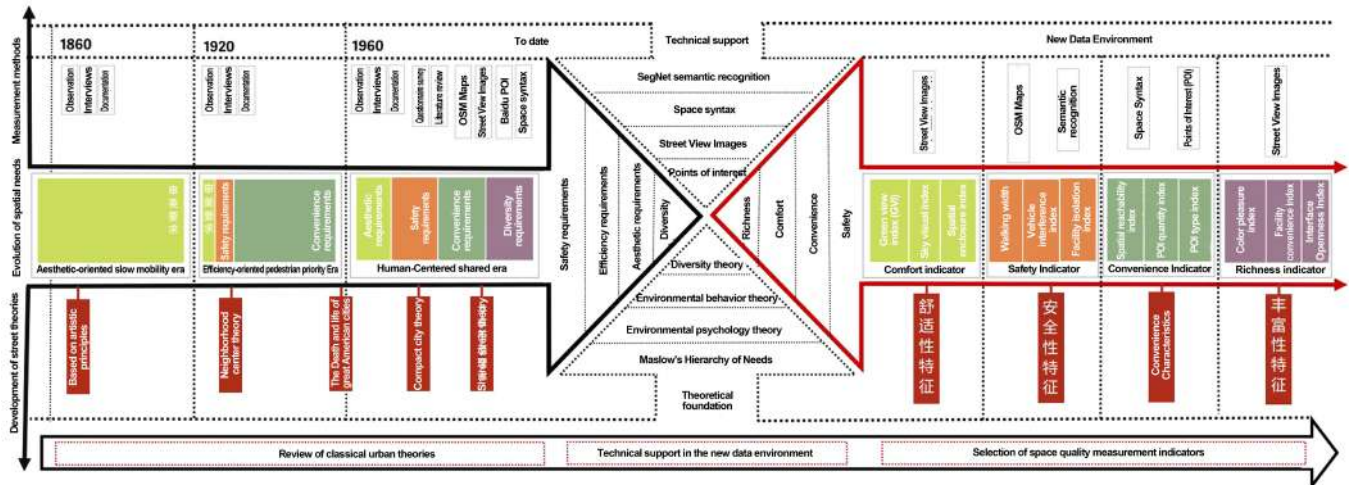 Measurement methods
Evolution of spatial needs
Development of street theories
1860
1920
1960
To date
Technical support
New Data Environment
Observation
Interviews
Documentation
Observation
Interviews
Documentation
Observation
Interviews
Documentation
Questionnaire survey
Literature review
OSM Maps
Street View Images
Baidu POI
Space syntax
SegNet semantic recognition
Space syntax
Street View Images
Points of interest
Street View Images
OSM Maps
Semantic
recognition
Space Syntax
Points of Interest (POI)
Street View Images
Safety requirements
Convenience
requirements
Aesthetic
requirements
Safety
requirements
Convenience
requirements
Diversity
requirements
Aesthetic-oriented slow mobility era
Efficiency-oriented pedestrian priority Era
Human-Centered shared era
Safety requirements
Efficiency requirements
Aesthetic requirements
Diversity
Richness
Comfort
Convenience
Safety
Green view
index (GVI)
Sky visual index
Spatial
enclosure index
Walking width
Vehicle
interference
index
Facility isolation
index
Spatial reachability
index
POI quantity index
POI type index
Color pleasure
index
Facility
convenience index
Interface
Openness Index
Comfort indicator
Safety Indicator
Convenience Indicator
Richness indicator
Diversity theory
Environmental behavior theory
Environmental psychology theory
Maslow's Hierarchy of Needs
Theoretical
foundation
Based on artistic
principles
Neighborhood
center theory
The Death and life of
great American cities
Compact city theory
舒适性特征
安全性特征
Convenience
Characteristics
丰富性特征
Review of classical urban theories
Technical support in the new data environment
Selection of space quality measurement indicators